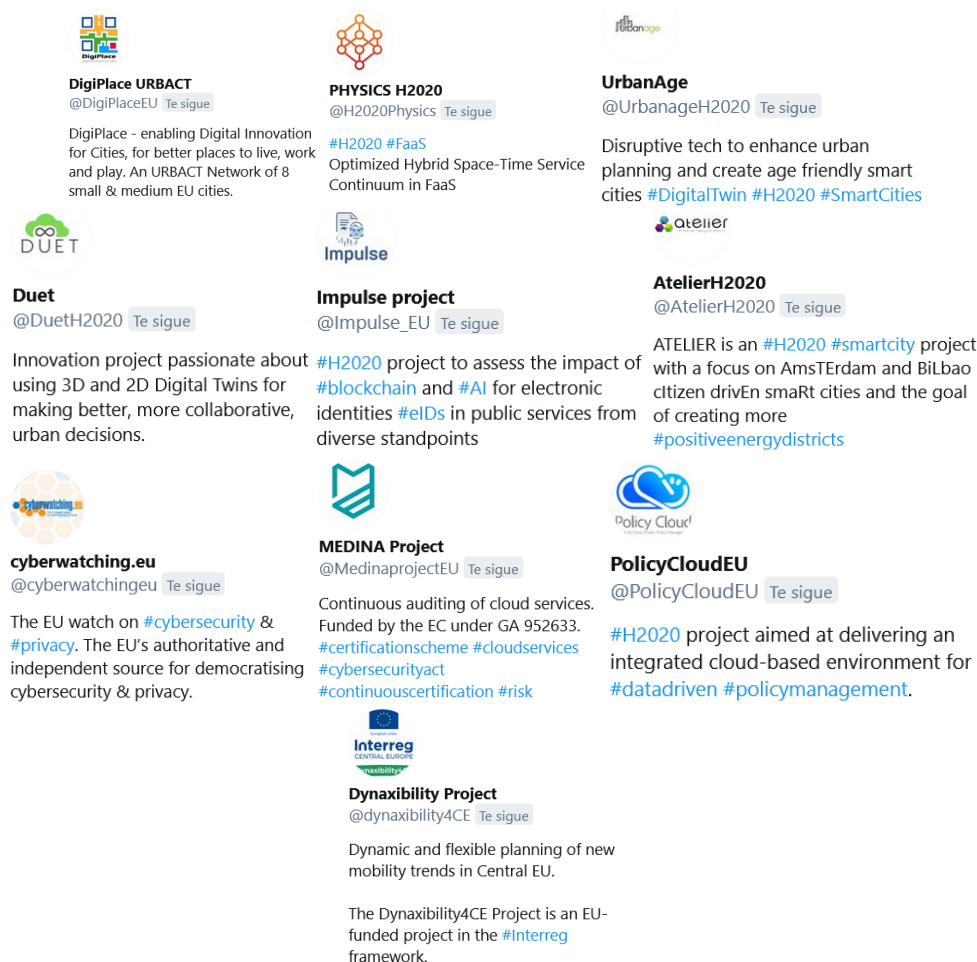 DigiPlace
DigiPlace URBACT
@DigiPlaceEU Te sigue
DigiPlace - enabling Digital Innovation
for Cities, for better places to live, work
and play. An URBACT Network of 8
small & medium EU cities.
PHYSICS H2020
@H2020Physics Te sigue
#H2020 #FaaS
Optimized Hybrid Space-Time Service
Continuum in FaaS
Urbanage
UrbanAge
@UrbanageH2020 Te sigue
Disruptive tech to enhance urban
planning and create age friendly smart
cities #DigitalTwin #H2020 #SmartCities
DUET
Duet
@DuetH2020 Te sigue
Innovation project passionate about
using 3D and 2D Digital Twins for
making better, more collaborative,
urban decisions.
Impulse
Impulse project
@Impulse_EU Te sigue
#H2020 project to assess the impact of
#blockchain and #AI for electronic
identities #eIDs in public services from
diverse standpoints
atelier
AtelierH2020
@AtelierH2020 Te sigue
ATELIER is an #H2020 #smartcity project
with a focus on AmsTErdam and BiLbao
cItizen drivEn smaRt cities and the goal
of creating more
#positiveenergydistricts
cyberwatching.eu
cyberwatching.eu
@cyberwatchingeu Te sigue
The EU watch on #cybersecurity &
#privacy. The EU's authoritative and
independent source for democratising
cybersecurity & privacy.
MEDINA Project
@MedinaprojectEU Te sigue
Continuous auditing of cloud services.
Funded by the EC under GA 952633.
#certificationscheme #cloudservices
#cybersecurityact
#continuouscertification #risk
Policy Cloud
PolicyCloudEU
@PolicyCloudEU Te sigue
#H2020 project aimed at delivering an
integrated cloud-based environment for
#datadriven #policymanagement.
Interreg
CENTRAL EUROPE
Dynaxibility Project
@dynaxibility4CE Te sigue
Dynamic and flexible planning of new
mobility trends in Central EU.
The Dynaxibility4CE Project is an EU-
funded project in the #Interreg
framework.